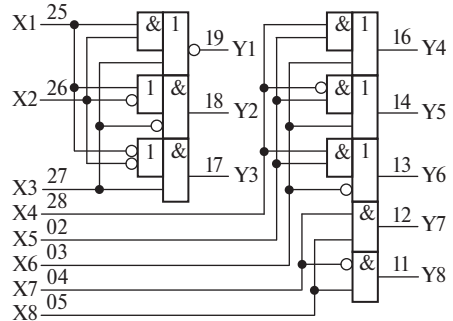 X1 25 & 1 19 Y1
X2 26 1 & 18 Y2
X3 27 1 & 17 Y3
X4 28 & 1 16 Y4
X5 02 & 1 14 Y5
X6 03 & 1 13 Y6
X7 04 & 12 Y7
X8 05 & 11 Y8